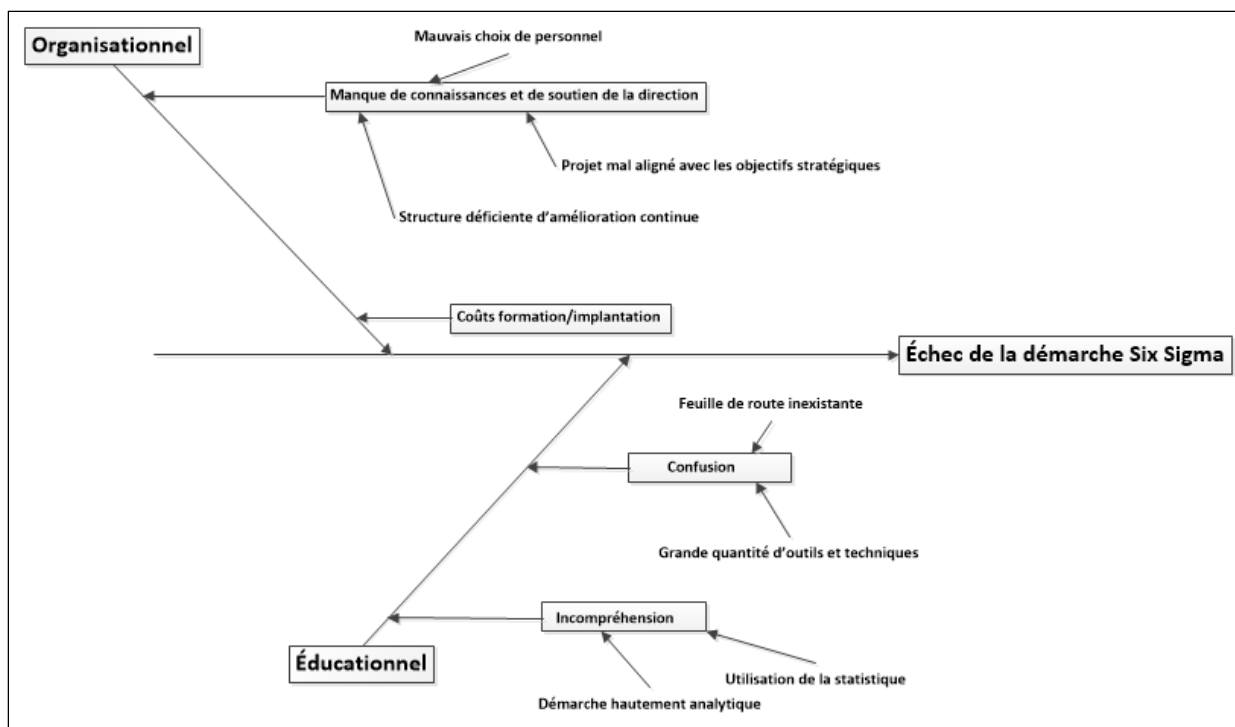 Organisationnel
Mauvais choix de personnel
Manque de connaissances et de soutien de la direction
Projet mal aligné avec les objectifs stratégiques
Structure déficiente d'amélioration continue
Coûts formation/implantation
Échec de la démarche Six Sigma
Feuille de route inexistante
Confusion
Grande quantité d'outils et techniques
Incompréhension
Éducationnel
Utilisation de la statistique
Démarche hautement analytique